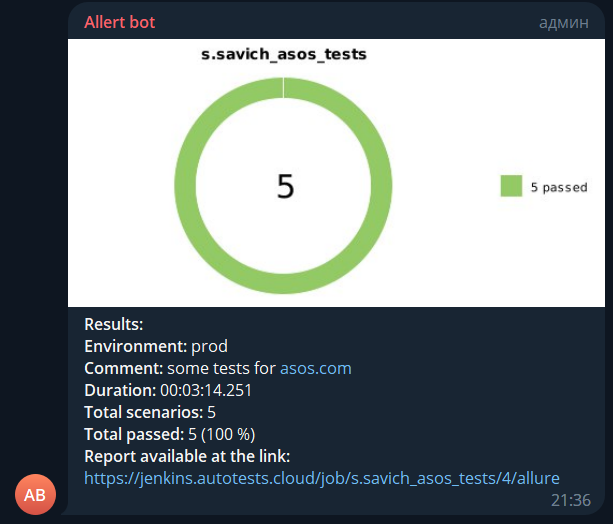 Allert bot админ
s.savich_asos_tests
5
5 passed
Results:
Environment: prod
Comment: some tests for asos.com
Duration: 00:03:14.251
Total scenarios: 5
Total passed: 5 (100 %)
Report available at the link:
https://jenkins.autotests.cloud/job/s.savich_asos_tests/4/allure
AB
21:36